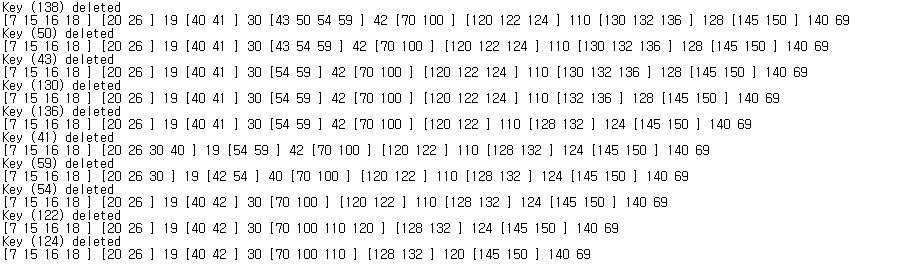 Key (138) deleted
[7 15 16 18 ] [20 26 ] 19 [40 41 ] 30 [43 50 54 59 ] 42 [70 100 ] [120 122 124 ] 110 [130 132 136 ] 128 [145 150 ] 140 69
Key (50) deleted
[7 15 16 18 ] [20 26 ] 19 [40 41 ] 30 [43 54 59 ] 42 [70 100 ] [120 122 124 ] 110 [130 132 136 ] 128 [145 150 ] 140 69
Key (43) deleted
[7 15 16 18 ] [20 26 ] 19 [40 41 ] 30 [54 59 ] 42 [70 100 ] [120 122 124 ] 110 [130 132 136 ] 128 [145 150 ] 140 69
Key (130) deleted
[7 15 16 18 ] [20 26 ] 19 [40 41 ] 30 [54 59 ] 42 [70 100 ] [120 122 124 ] 110 [132 136 ] 128 [145 150 ] 140 69
Key (136) deleted
[7 15 16 18 ] [20 26 ] 19 [40 41 ] 30 [54 59 ] 42 [70 100 ] [120 122 ] 110 [128 132 ] 124 [145 150 ] 140 69
Key (41) deleted
[7 15 16 18 ] [20 26 30 40 ] 19 [54 59 ] 42 [70 100 ] [120 122 ] 110 [128 132 ] 124 [145 150 ] 140 69
Key (59) deleted
[7 15 16 18 ] [20 26 30 ] 19 [42 54 ] 40 [70 100 ] [120 122 ] 110 [128 132 ] 124 [145 150 ] 140 69
Key (54) deleted
[7 15 16 18 ] [20 26 ] 19 [40 42 ] 30 [70 100 ] [120 122 ] 110 [128 132 ] 124 [145 150 ] 140 69
Key (122) deleted
[7 15 16 18 ] [20 26 ] 19 [40 42 ] 30 [70 100 110 120 ] [128 132 ] 124 [145 150 ] 140 69
Key (124) deleted
[7 15 16 18 ] [20 26 ] 19 [40 42 ] 30 [70 100 110 ] [128 132 ] 120 [145 150 ] 140 69